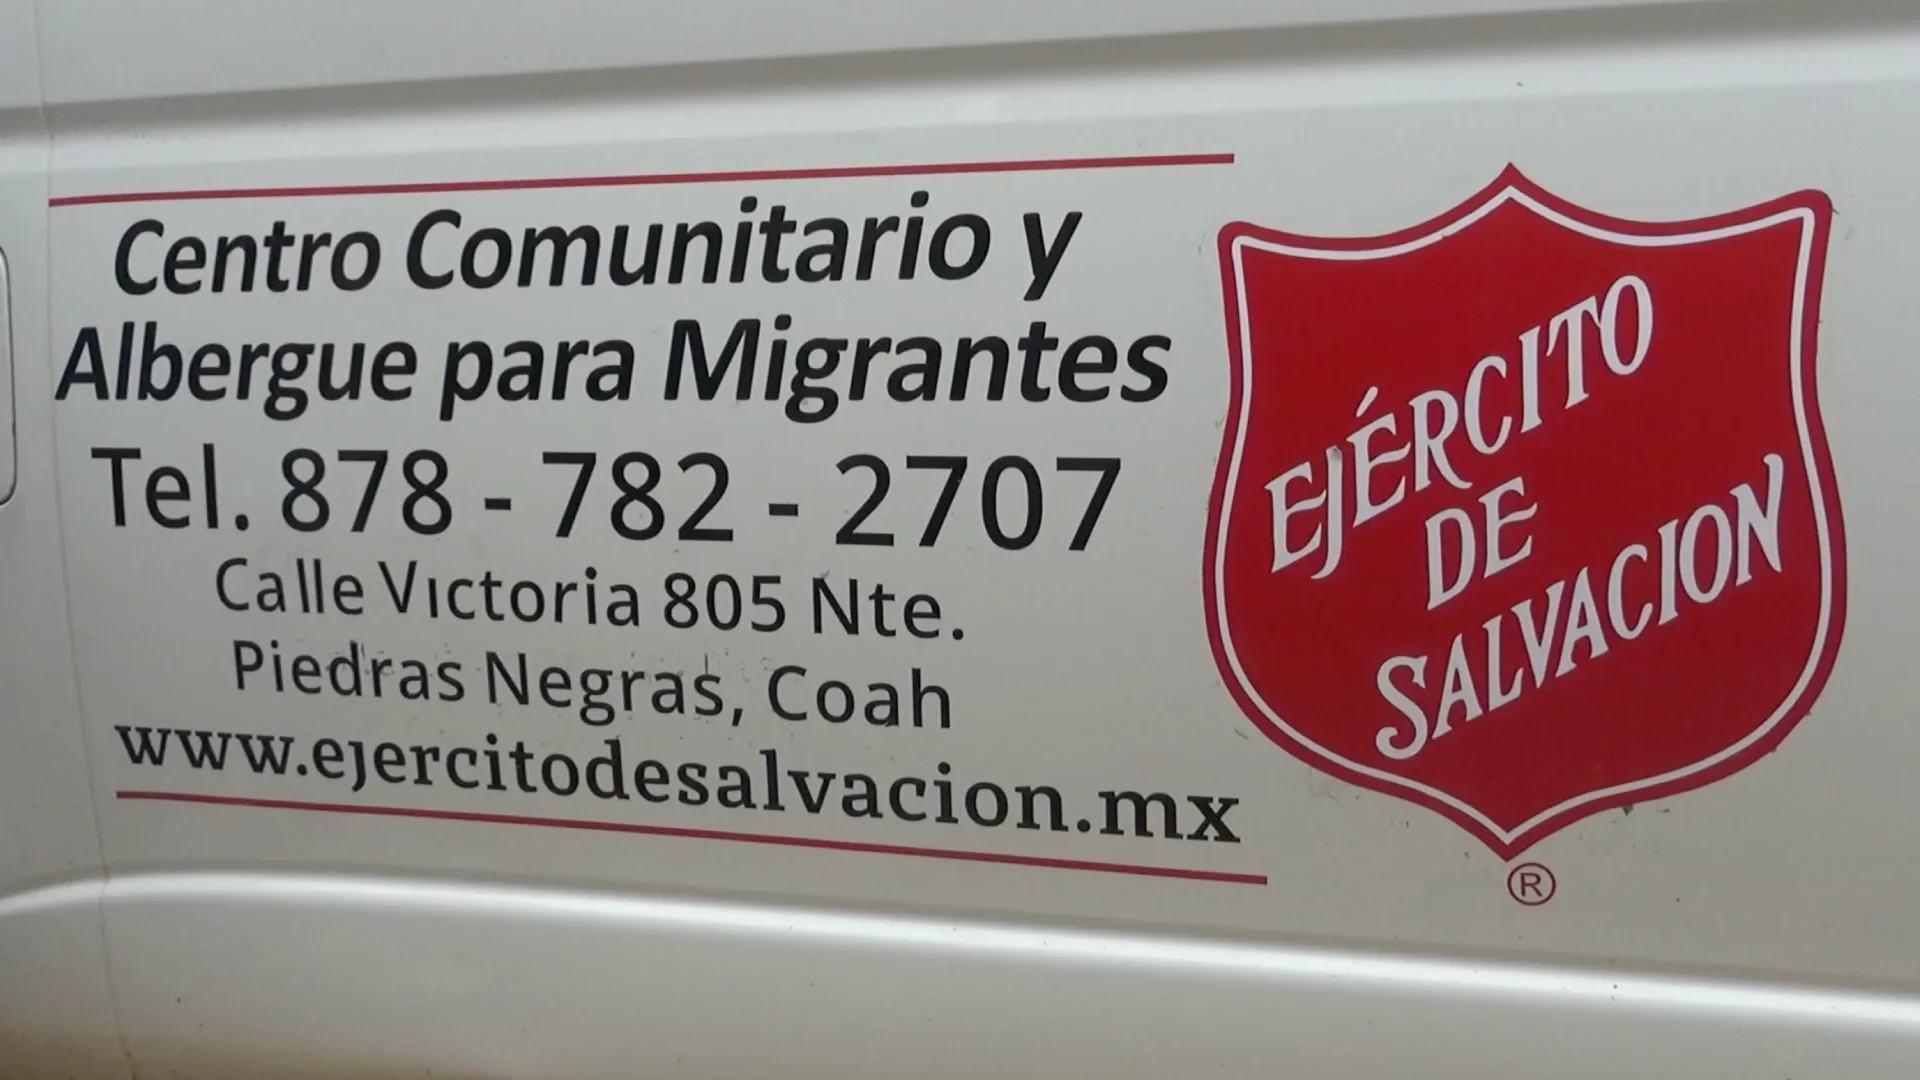 Centro Comunitario y
Albergue para Migrantes
Tel. 878 - 782 - 2707
Calle Victoria 805 Nte.
Piedras Negras, Coah
www.ejercitodesalvacion.mx
EJÉRCITO
DE
SALVACION
®